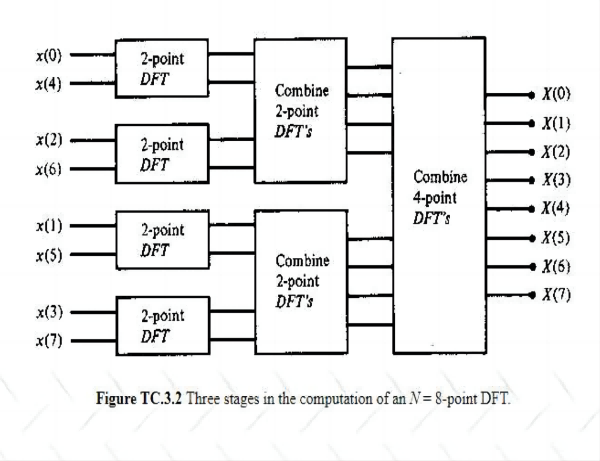 x(0)
x(4)
2-point
DFT
x(2)
x(6)
2-point
DFT
x(1)
x(5)
2-point
DFT
x(3)
x(7)
2-point
DFT
Combine
2-point
DFT's
Combine
2-point
DFT's
Combine
4-point
DFT's
X(0)
X(1)
X(2)
X(3)
X(4)
X(5)
X(6)
X(7)
Figure TC.3.2 Three stages in the computation of an N = 8-point DFT.